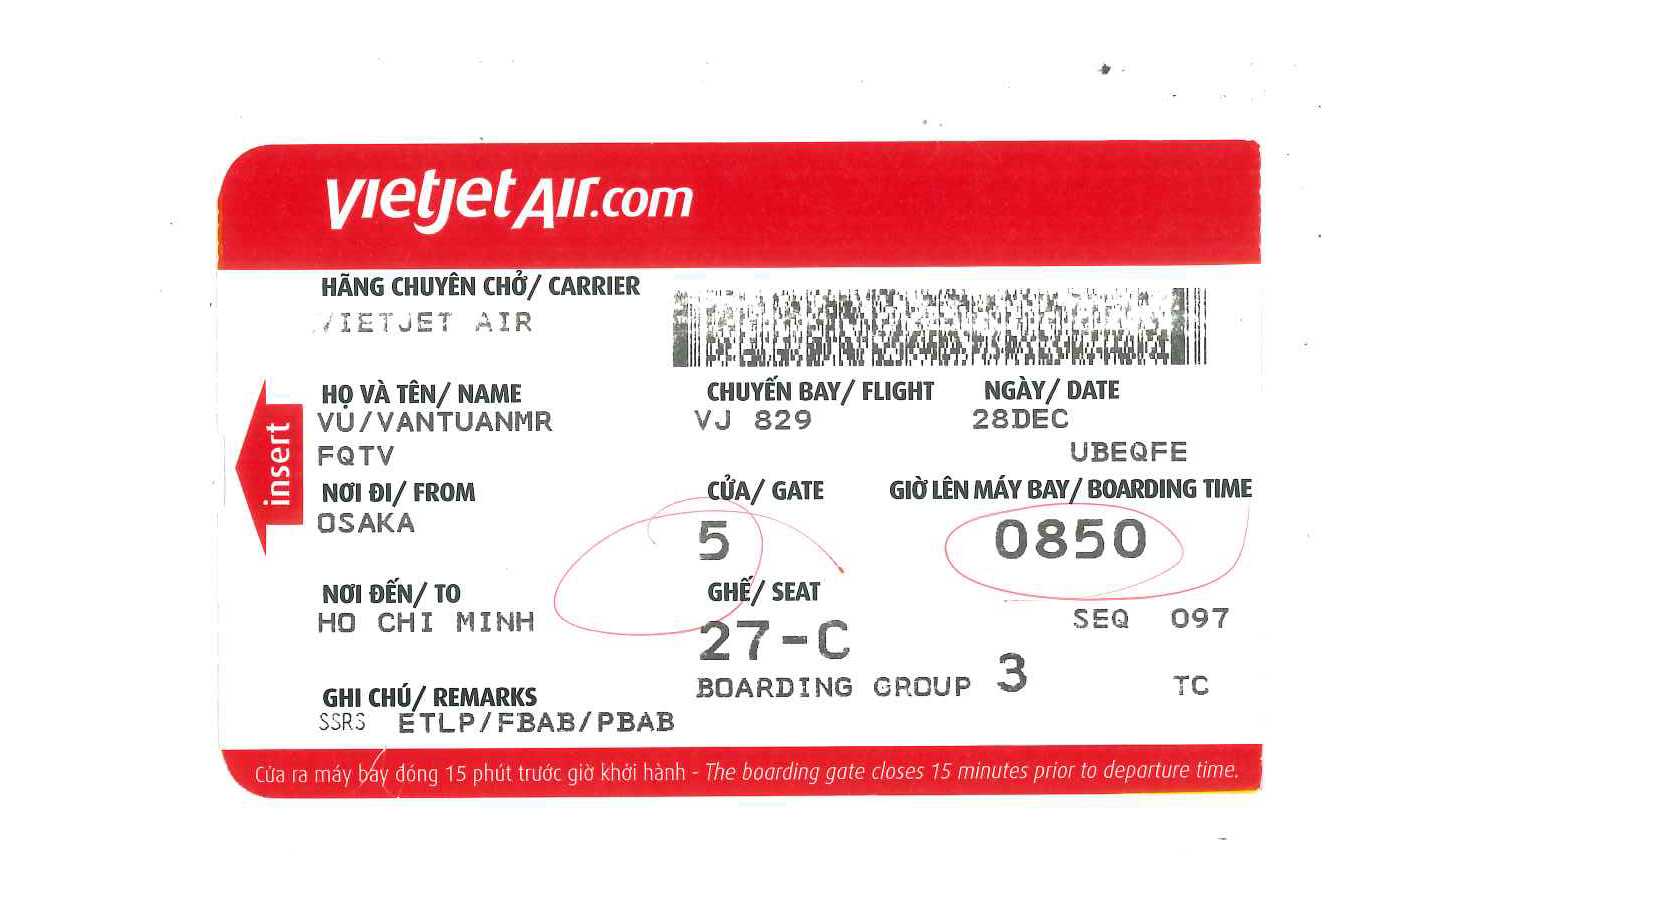 vietjetAir.com
HÃNG CHUYÊN CHỞ/ CARRIER
VIETJET AIR
HỌ VÀ TÊN/ NAME CHUYẾN BAY/ FLIGHT NGÀY/ DATE
VU/VANTUANMR VJ 829 28DEC
FQTV UBEQFE
NƠI ĐI/ FROM CỬA/ GATE GIỜ LÊN MÁY BAY/ BOARDING TIME
OSAKA 5 0850
insert
NƠI ĐẾN/ TO GHẾ/ SEAT
HO CHI MINH 27-C SEQ 097
BOARDING GROUP 3 TC
GHI CHÚ/ REMARKS
SSRS ETLP/FBAB/PBAB
Cửa ra máy bay đóng 15 phút trước giờ khởi hành - The boarding gate closes 15 minutes prior to departure time.